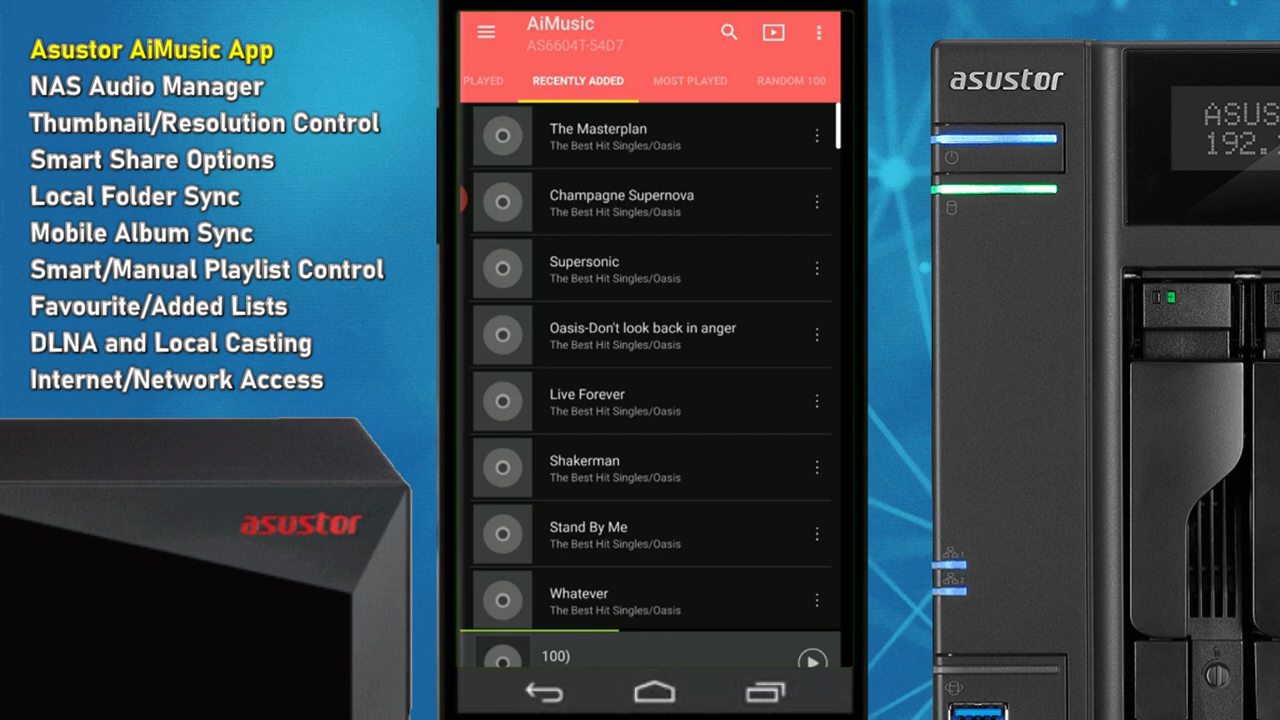 Asustor AiMusic App
NAS Audio Manager
Thumbnail/Resolution Control
Smart Share Options
Local Folder Sync
Mobile Album Sync
Smart/Manual Playlist Control
Favourite/Added Lists
DLNA and Local Casting
Internet/Network Access
asustor
AiMusic
AS6604T-54D7
PLAYED
RECENTLY ADDED
MOST PLAYED
RANDOM 100
The Masterplan
The Best Hit Singles/Oasis
Champagne Supernova
The Best Hit Singles/Oasis
Supersonic
The Best Hit Singles/Oasis
Oasis-Don't look back in anger
The Best Hit Singles/Oasis
Live Forever
The Best Hit Singles/Oasis
Shakerman
The Best Hit Singles/Oasis
Stand By Me
The Best Hit Singles/Oasis
Whatever
The Best Hit Singles/Oasis
100)
asustor
ASUS
192.
1
2